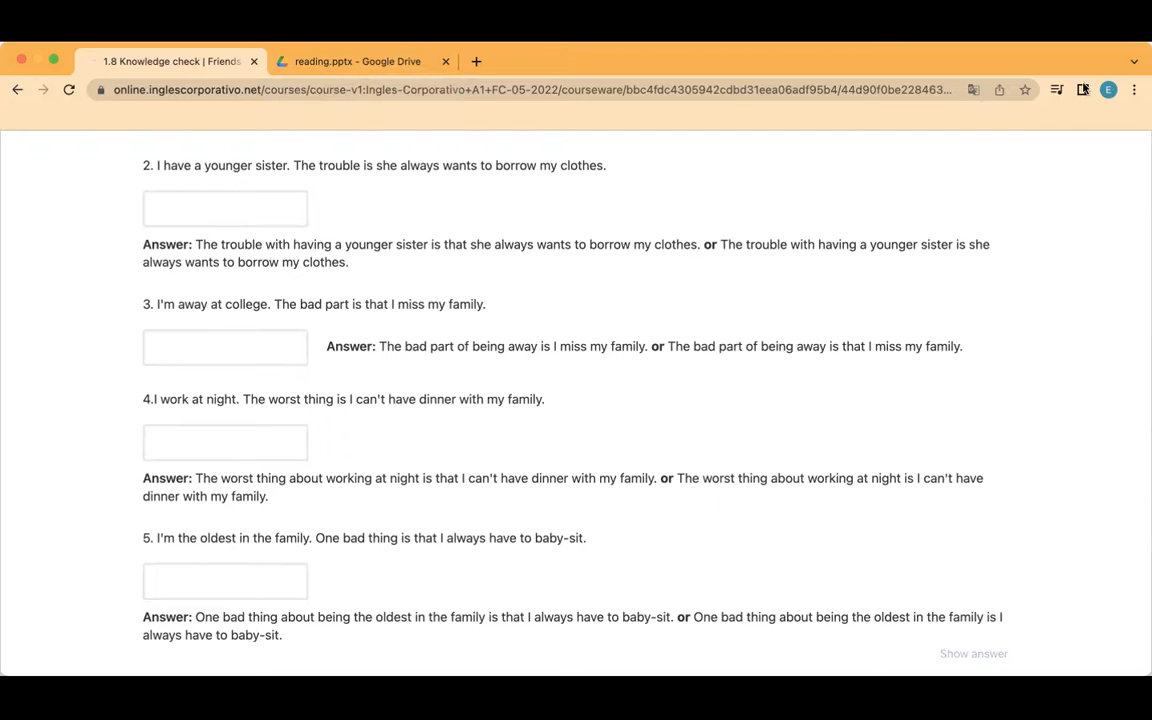 1.8 Knowledge check | Friends
reading.pptx - Google Drive
online.inglescorporativo.net/courses/course-v1:Ingles-Corporativo+A1+FC-05-2022/courseware/bbc4fdc4305942cdbd31eea06adf95b4/44d90f0be228463...
E
2. I have a younger sister. The trouble is she always wants to borrow my clothes.
Answer: The trouble with having a younger sister is that she always wants to borrow my clothes. or The trouble with having a younger sister is she
always wants to borrow my clothes.
3. I'm away at college. The bad part is that I miss my family.
Answer: The bad part of being away is I miss my family. or The bad part of being away is that I miss my family.
4.I work at night. The worst thing is I can't have dinner with my family.
Answer: The worst thing about working at night is that I can't have dinner with my family. or The worst thing about working at night is I can't have
dinner with my family.
5. I'm the oldest in the family. One bad thing is that I always have to baby-sit.
Answer: One bad thing about being the oldest in the family is that I always have to baby-sit. or One bad thing about being the oldest in the family is I
always have to baby-sit.
Show answer